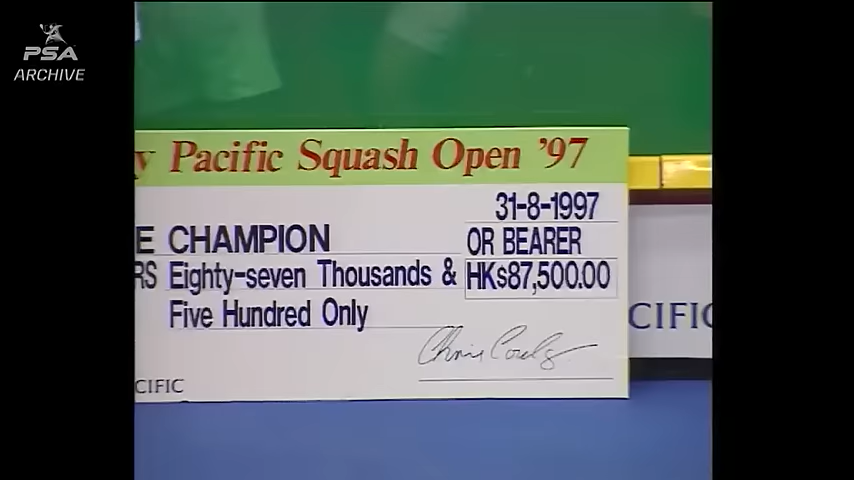 PSA
ARCHIVE
y Pacific Squash Open '97
31-8-1997
E CHAMPION OR BEARER
RS Eighty-seven Thousands & HK$87,500.00
Five Hundred Only
CIFIC
CIFIC